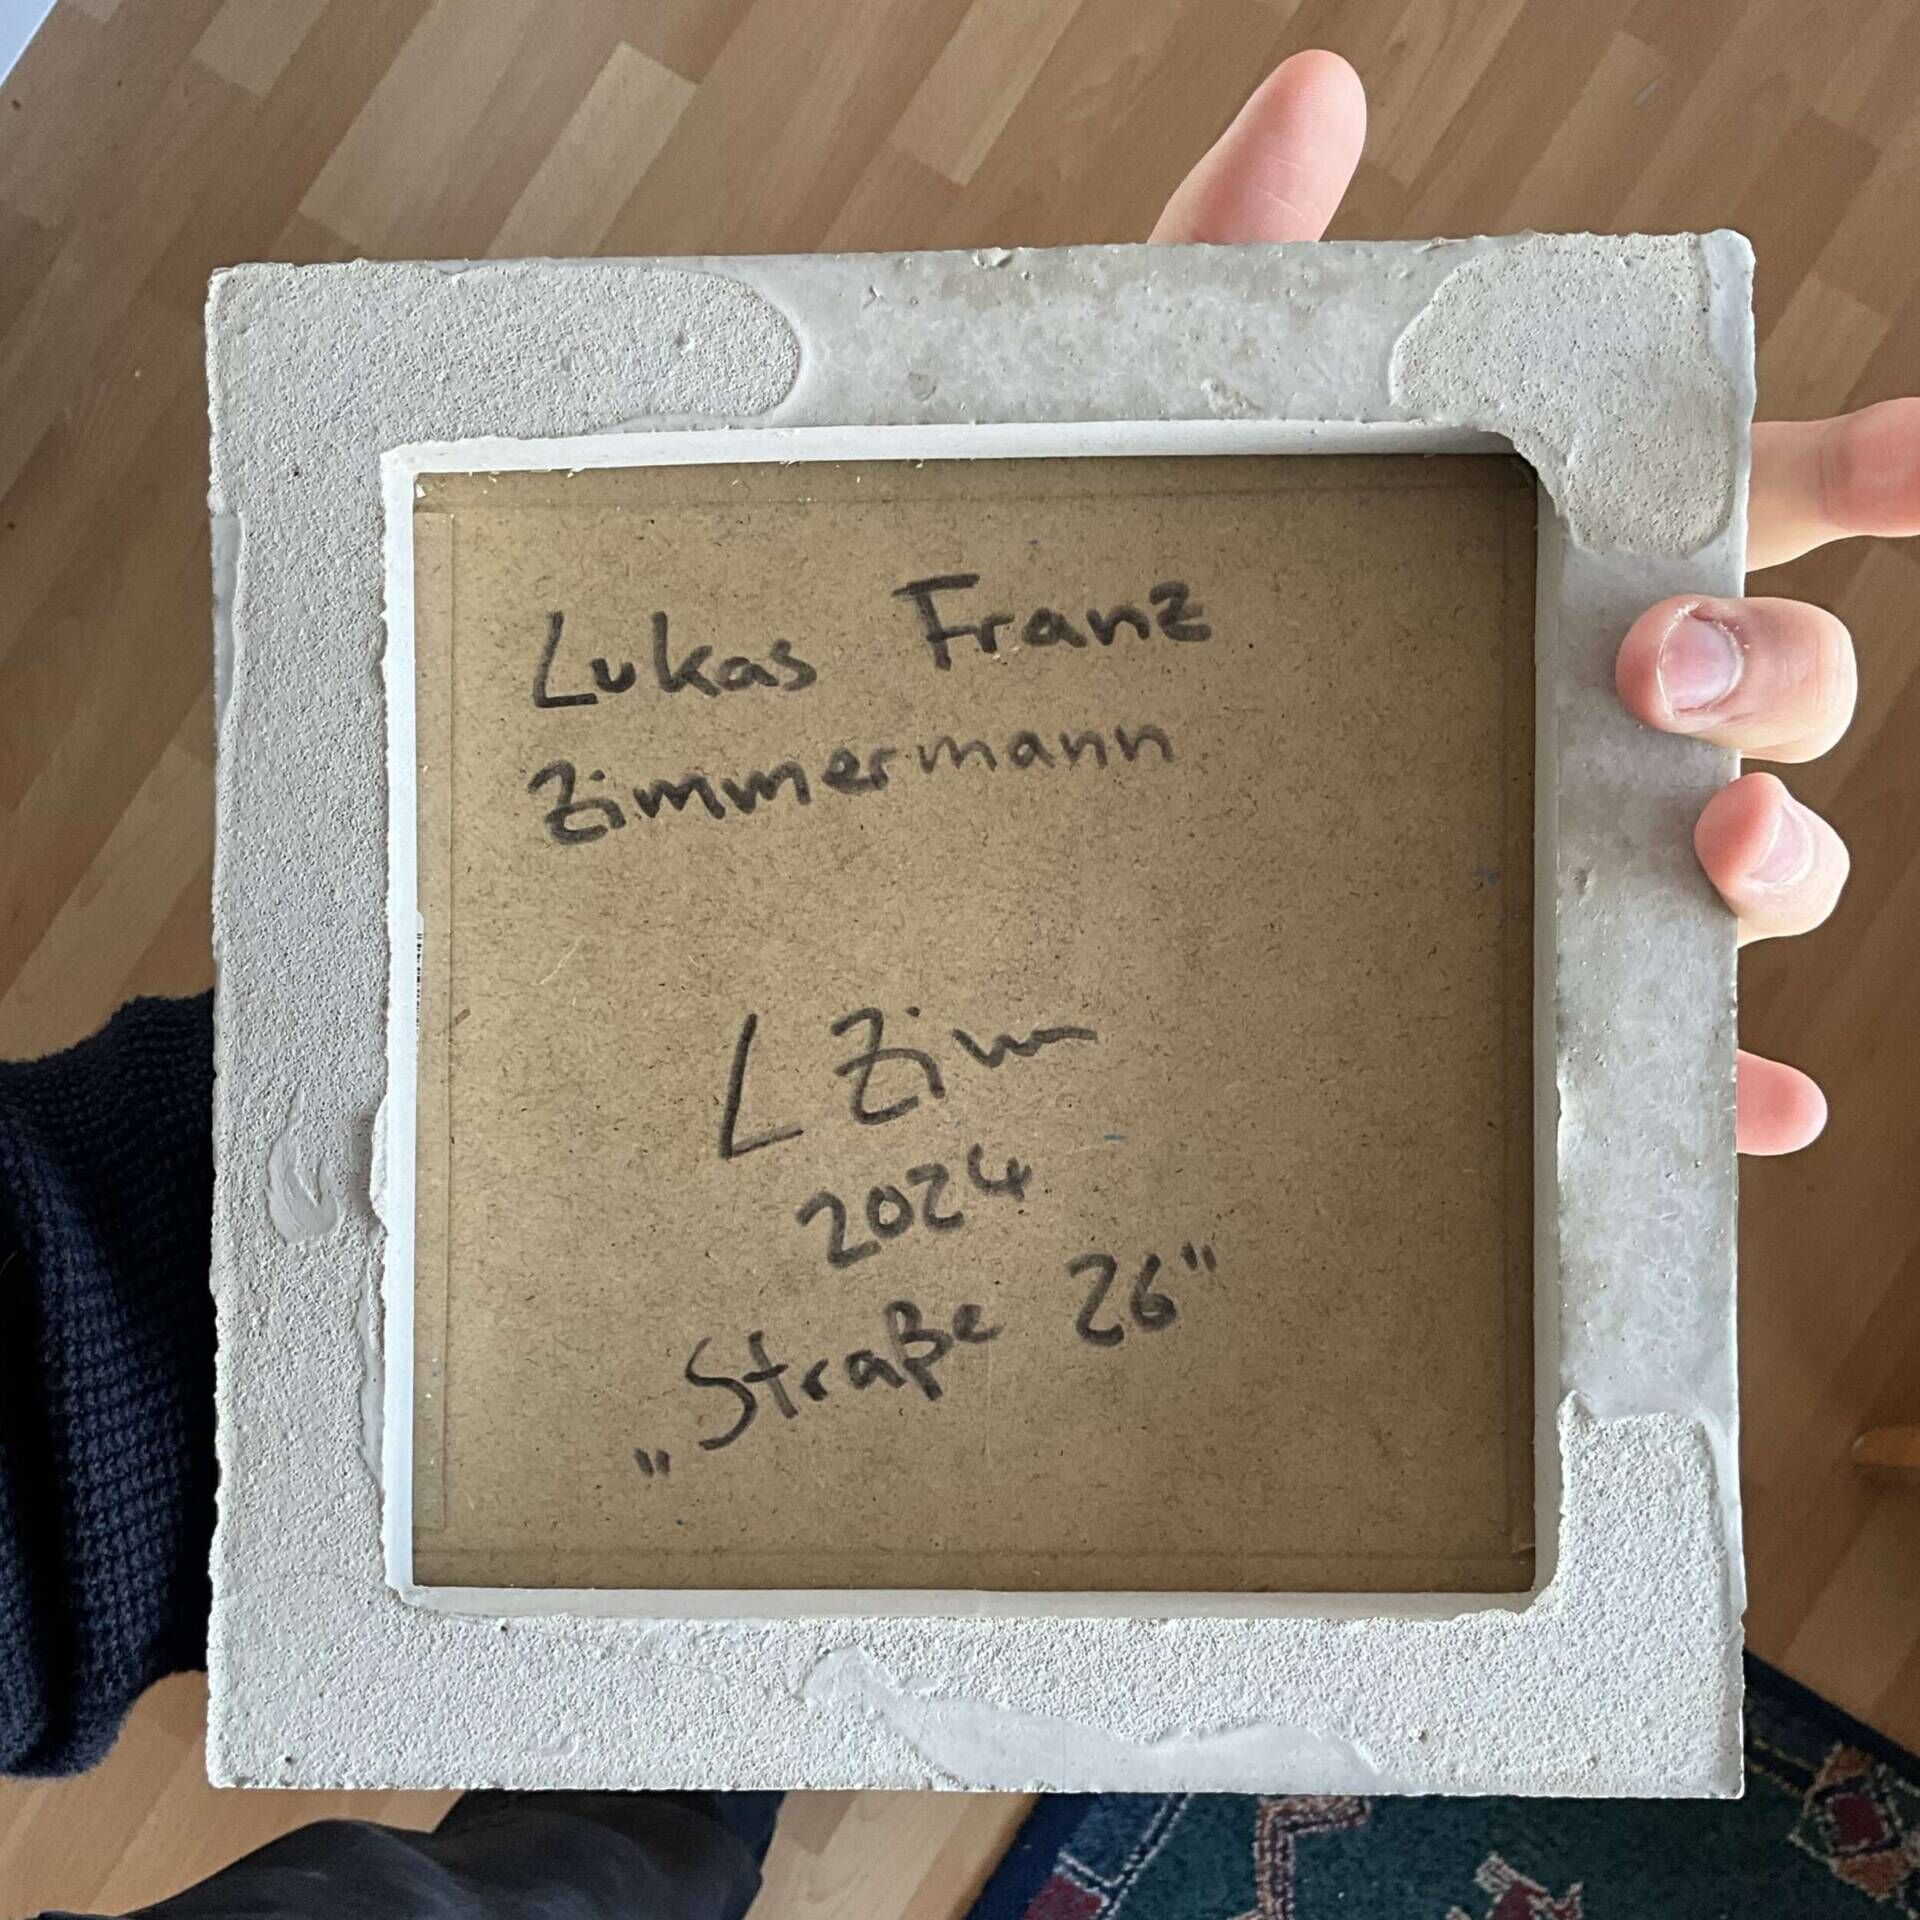 Lukas Franz
Zimmermann
L Zim
2024
„Straße 26"